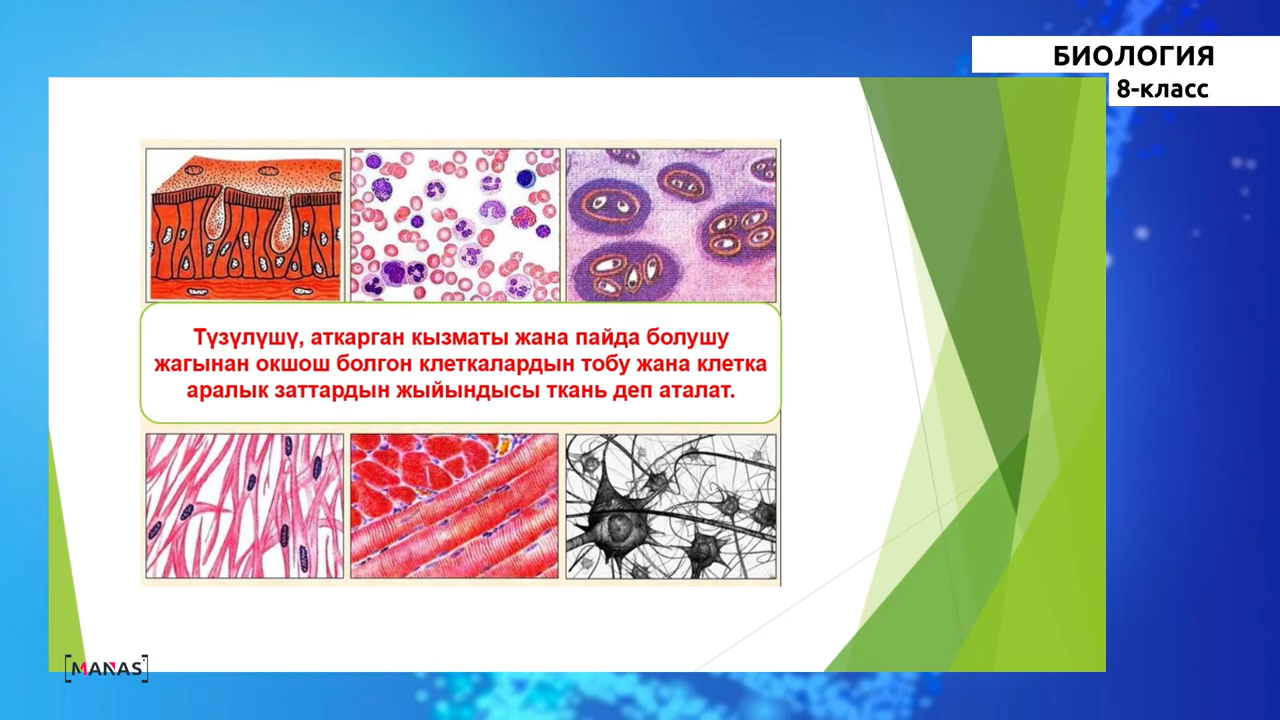 БИОЛОГИЯ
8-класс
Түзүлүшү, аткарган кызматы жана пайда болушу
жагынан окшош болгон клеткалардын тобу жана клетка
аралык заттардын жыйындысы ткань деп аталат.
[MANAS]